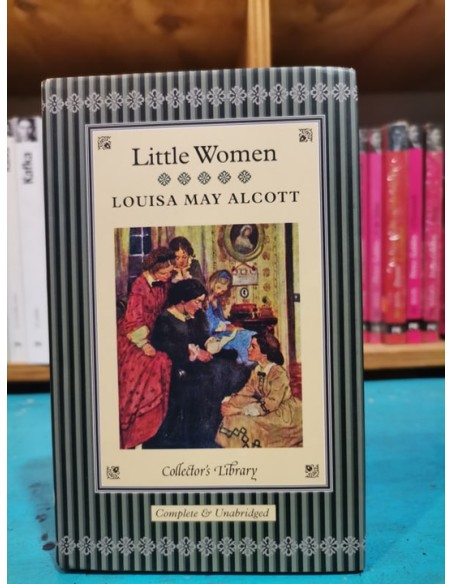 Little Women
LOUISA MAY ALCOTT
Collector's Library
Complete & Unabridged
Kafka